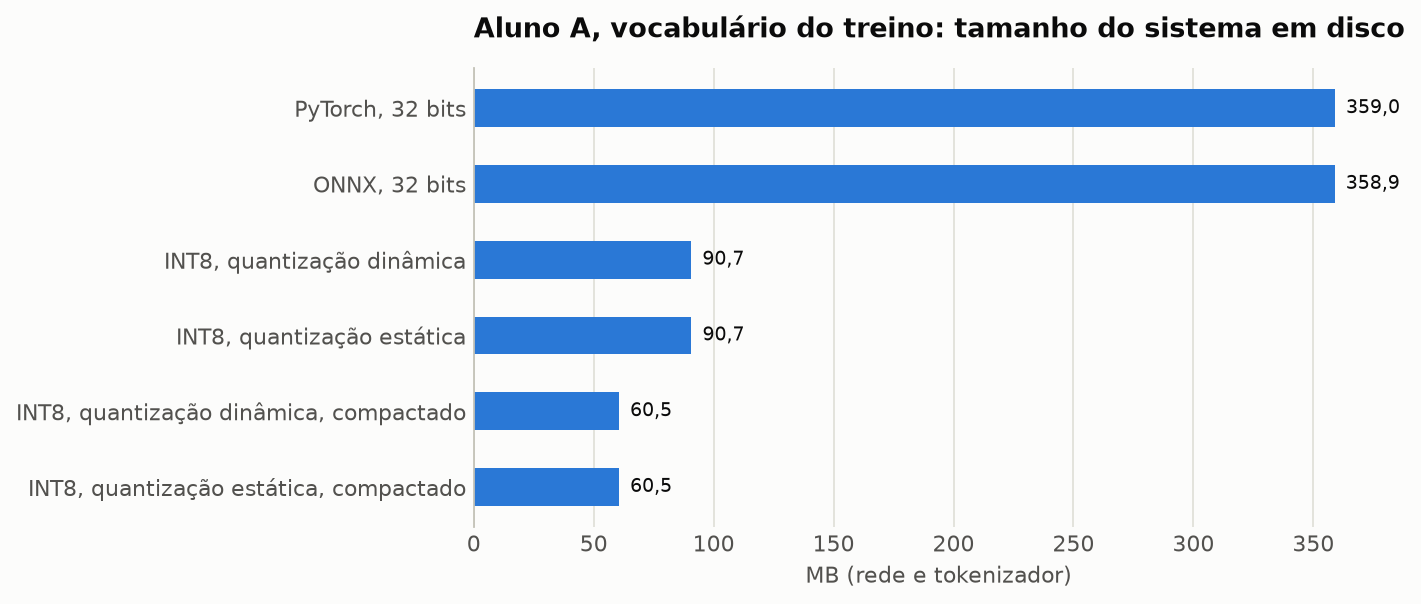 Aluno A, vocabulário do treino: tamanho do sistema em disco
PyTorch, 32 bits 359,0
ONNX, 32 bits 358,9
INT8, quantização dinâmica 90,7
INT8, quantização estática 90,7
INT8, quantização dinâmica, compactado 60,5
INT8, quantização estática, compactado 60,5
0 50 100 150 200 250 300 350
MB (rede e tokenizador)